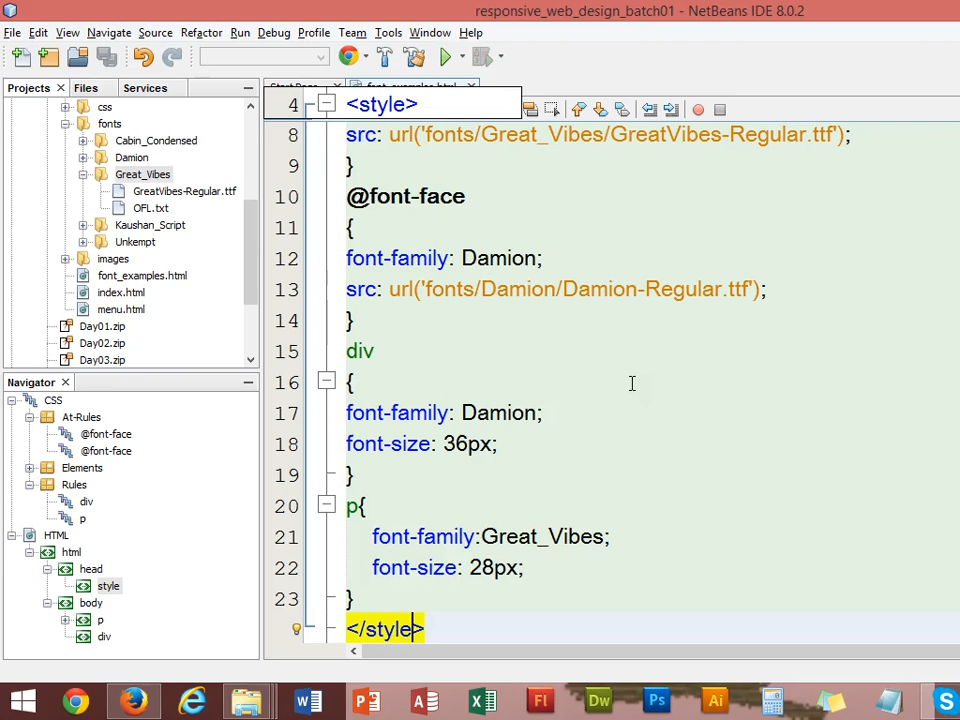 responsive_web_design_batch01 - NetBeans IDE 8.0.2
File Edit View Navigate Source Refactor Run Debug Profile Team Tools Window Help
Projects Files Services
css
fonts
Cabin_Condensed
Damion
Great_Vibes
GreatVibes-Regular.ttf
OFL.txt
Kaushan_Script
Unkempt
images
font_examples.html
index.html
menu.html
Day01.zip
Day02.zip
Day03.zip
Navigator
CSS
At-Rules
@font-face
@font-face
Elements
Rules
div
p
HTML
html
head
style
body
p
div
4 <style>
8 src: url('fonts/Great_Vibes/GreatVibes-Regular.ttf');
9 }
10 @font-face
11 {
12 font-family: Damion;
13 src: url('fonts/Damion/Damion-Regular.ttf');
14 }
15 div
16 {
17 font-family: Damion;
18 font-size: 36px;
19 }
20 p{
21 font-family:Great_Vibes;
22 font-size: 28px;
23 }
</style>